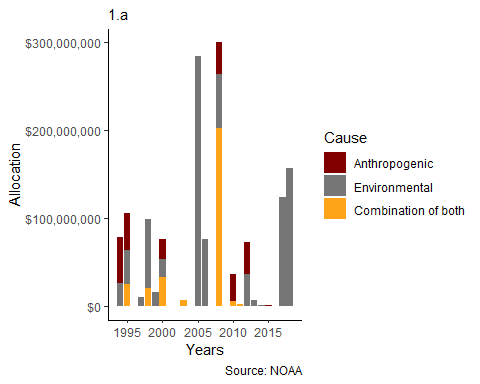 1.a
$300,000,000
$200,000,000
$100,000,000
$0
Allocation
1995 2000 2005 2010 2015
Years
Cause
Anthropogenic
Environmental
Combination of both
Source: NOAA